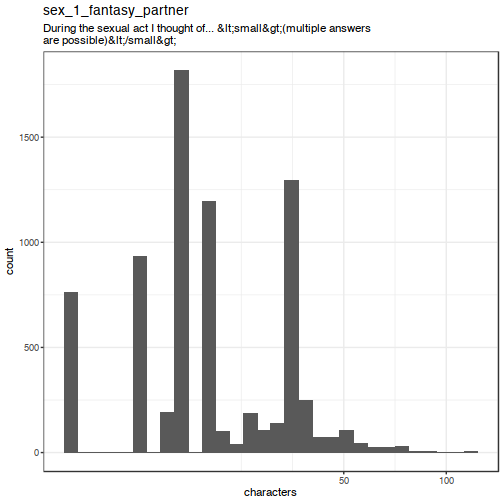 sex_1_fantasy_partner
During the sexual act I thought of... &lt;small&gt;(multiple answers
are possible)&lt;/small&gt;
1500
1000
500
0
count
50
100
characters